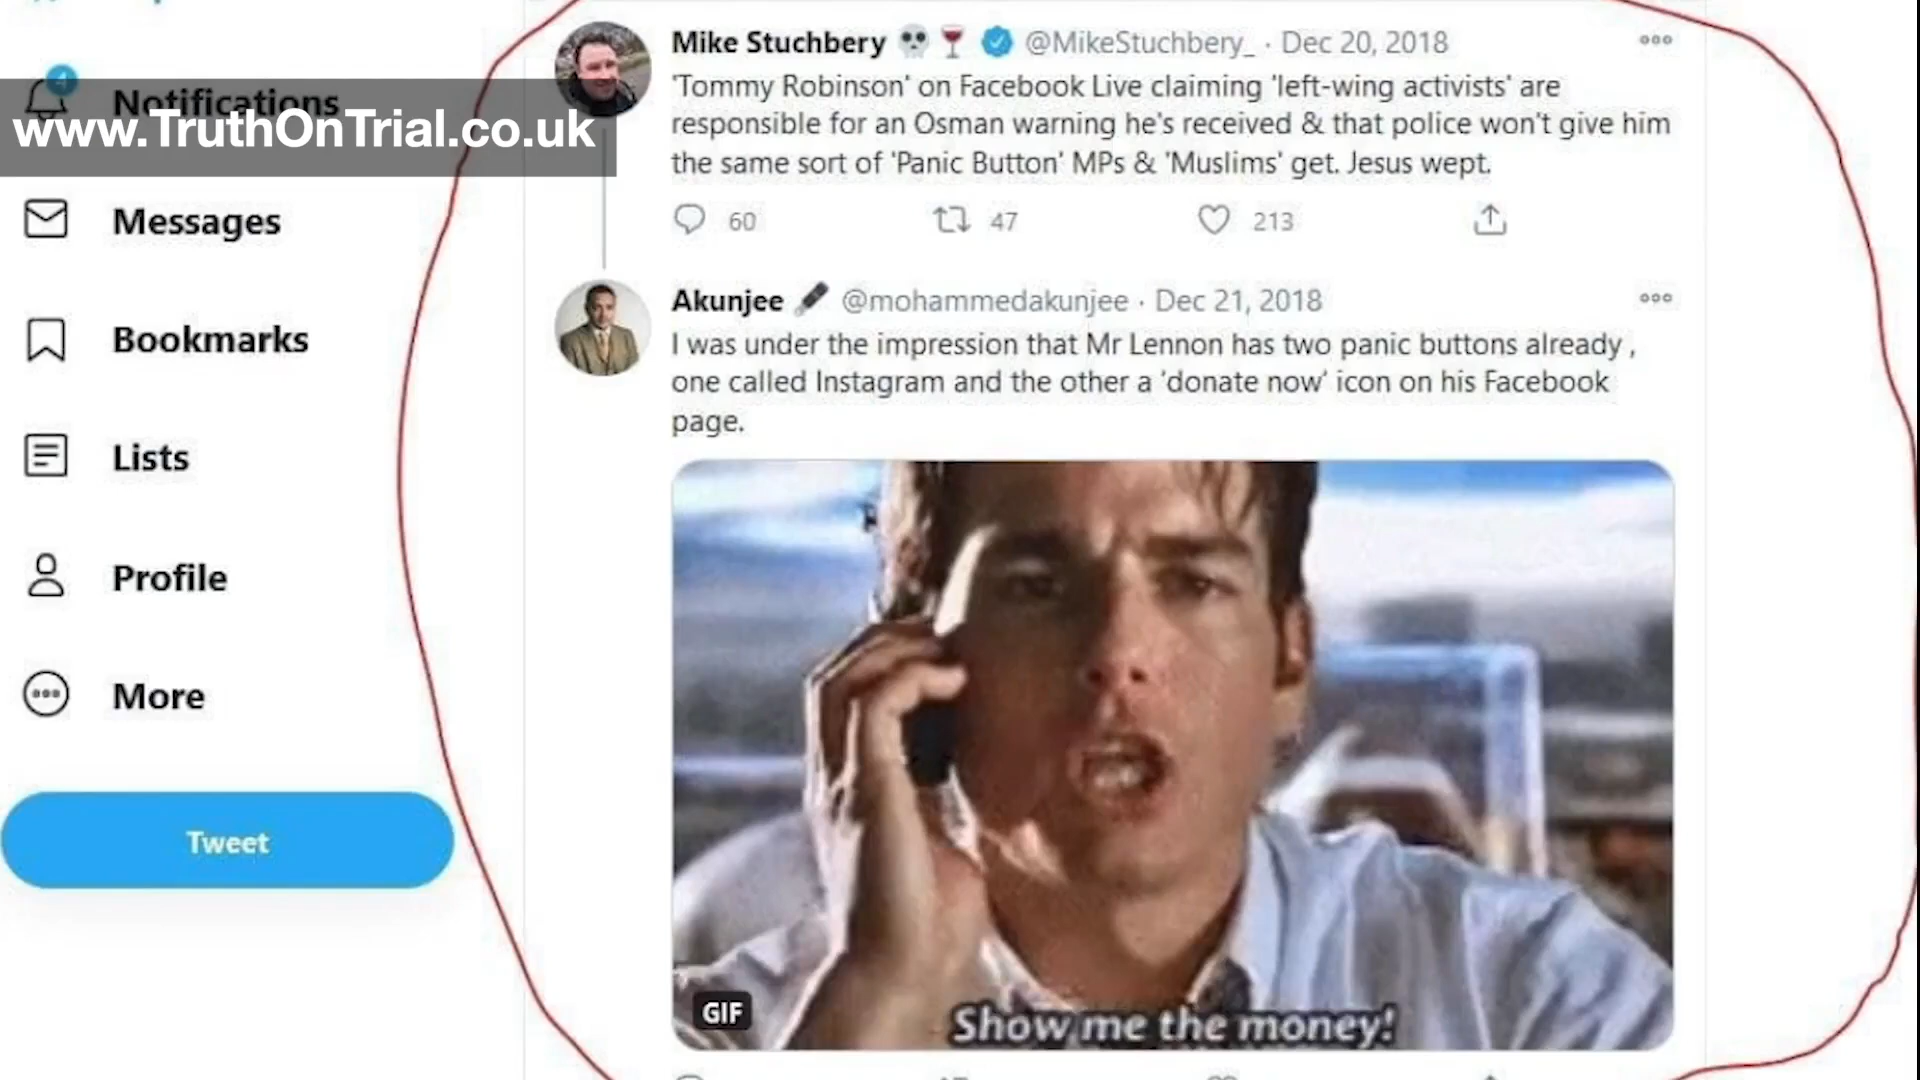 4
Notifications
www.TruthOnTrial.co.uk
Messages
Bookmarks
Lists
Profile
More
Tweet
Mike Stuchbery @MikeStuchbery_ · Dec 20, 2018
'Tommy Robinson' on Facebook Live claiming 'left-wing activists' are
responsible for an Osman warning he's received & that police won't give him
the same sort of 'Panic Button' MPs & 'Muslims' get. Jesus wept.
60 47 213
Akunjee @mohammedakunjee · Dec 21, 2018
I was under the impression that Mr Lennon has two panic buttons already ,
one called Instagram and the other a 'donate now' icon on his Facebook
page.
GIF
Show me the money!